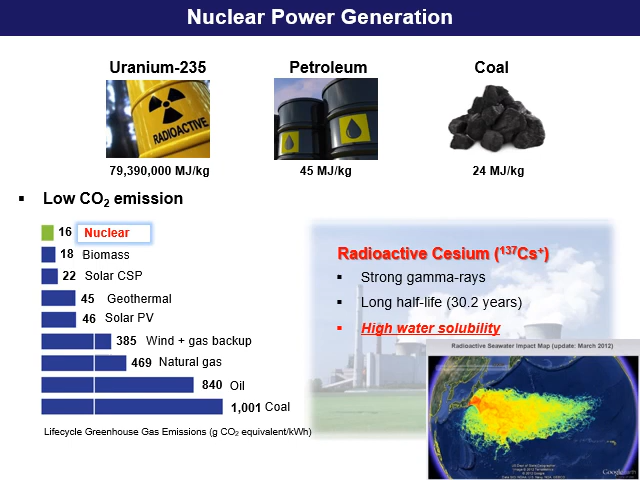 Nuclear Power Generation
Uranium-235
Petroleum
Coal
RADIOACTIVE
79,390,000 MJ/kg
45 MJ/kg
24 MJ/kg
▪ Low CO₂ emission
16 Nuclear
18 Biomass
22 Solar CSP
45 Geothermal
46 Solar PV
385 Wind + gas backup
469 Natural gas
840 Oil
1,001 Coal
Lifecycle Greenhouse Gas Emissions (g CO₂ equivalent/kWh)
Radioactive Cesium (¹³⁷Cs⁺)
▪ Strong gamma-rays
▪ Long half-life (30.2 years)
▪ High water solubility
Radioactive Seawater Impact Map (update: March 2012)
Google earth